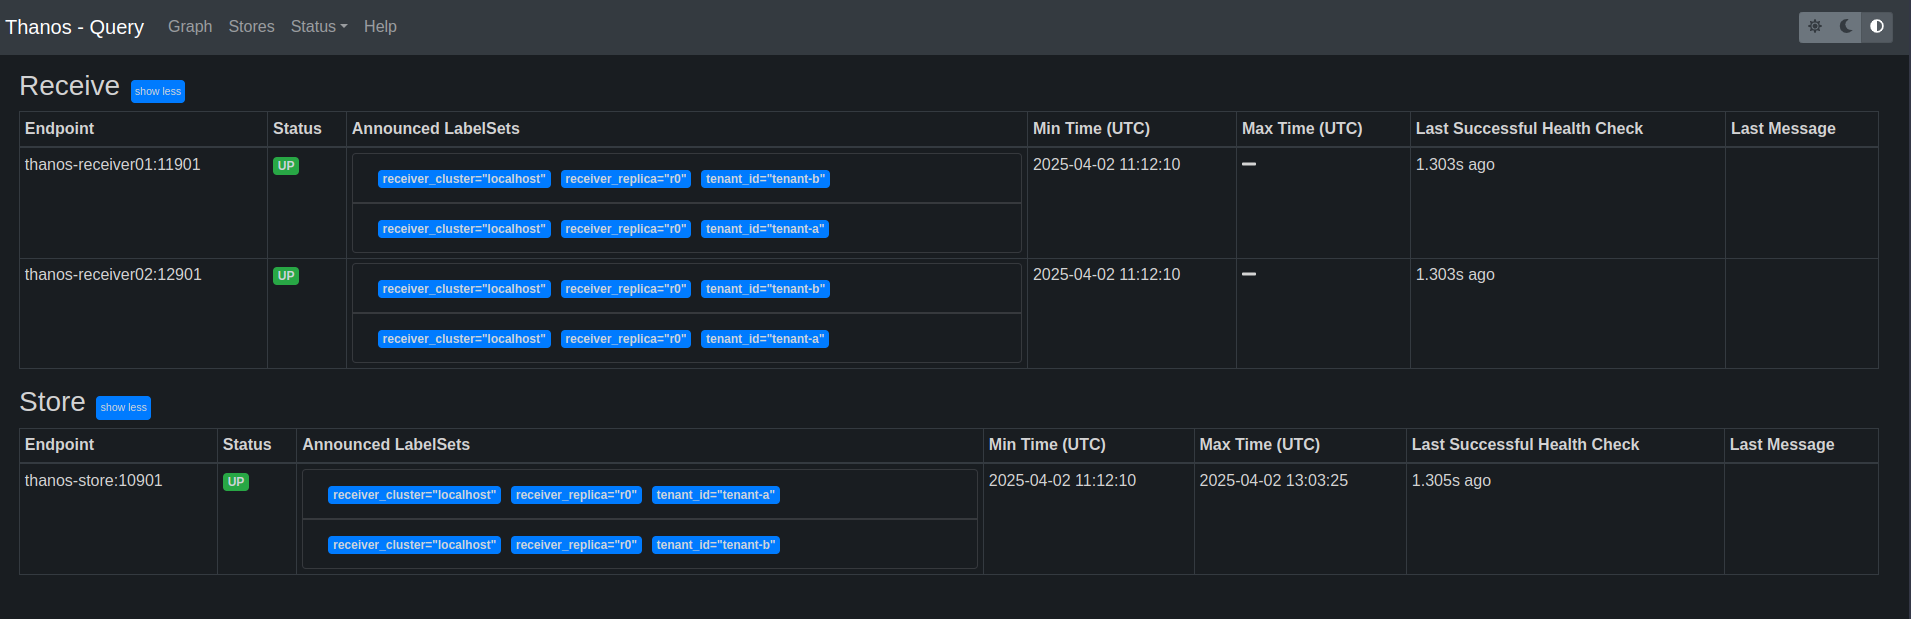 Thanos - Query Graph Stores Status Help
Receive show less
Endpoint Status Announced LabelSets Min Time (UTC) Max Time (UTC) Last Successful Health Check Last Message
thanos-receiver01:11901 UP receiver_cluster="localhost" receiver_replica="r0" tenant_id="tenant-b" 2025-04-02 11:12:10 — 1.303s ago
receiver_cluster="localhost" receiver_replica="r0" tenant_id="tenant-a"
thanos-receiver02:12901 UP receiver_cluster="localhost" receiver_replica="r0" tenant_id="tenant-b" 2025-04-02 11:12:10 — 1.303s ago
receiver_cluster="localhost" receiver_replica="r0" tenant_id="tenant-a"
Store show less
Endpoint Status Announced LabelSets Min Time (UTC) Max Time (UTC) Last Successful Health Check Last Message
thanos-store:10901 UP receiver_cluster="localhost" receiver_replica="r0" tenant_id="tenant-a" 2025-04-02 11:12:10 2025-04-02 13:03:25 1.305s ago
receiver_cluster="localhost" receiver_replica="r0" tenant_id="tenant-b"